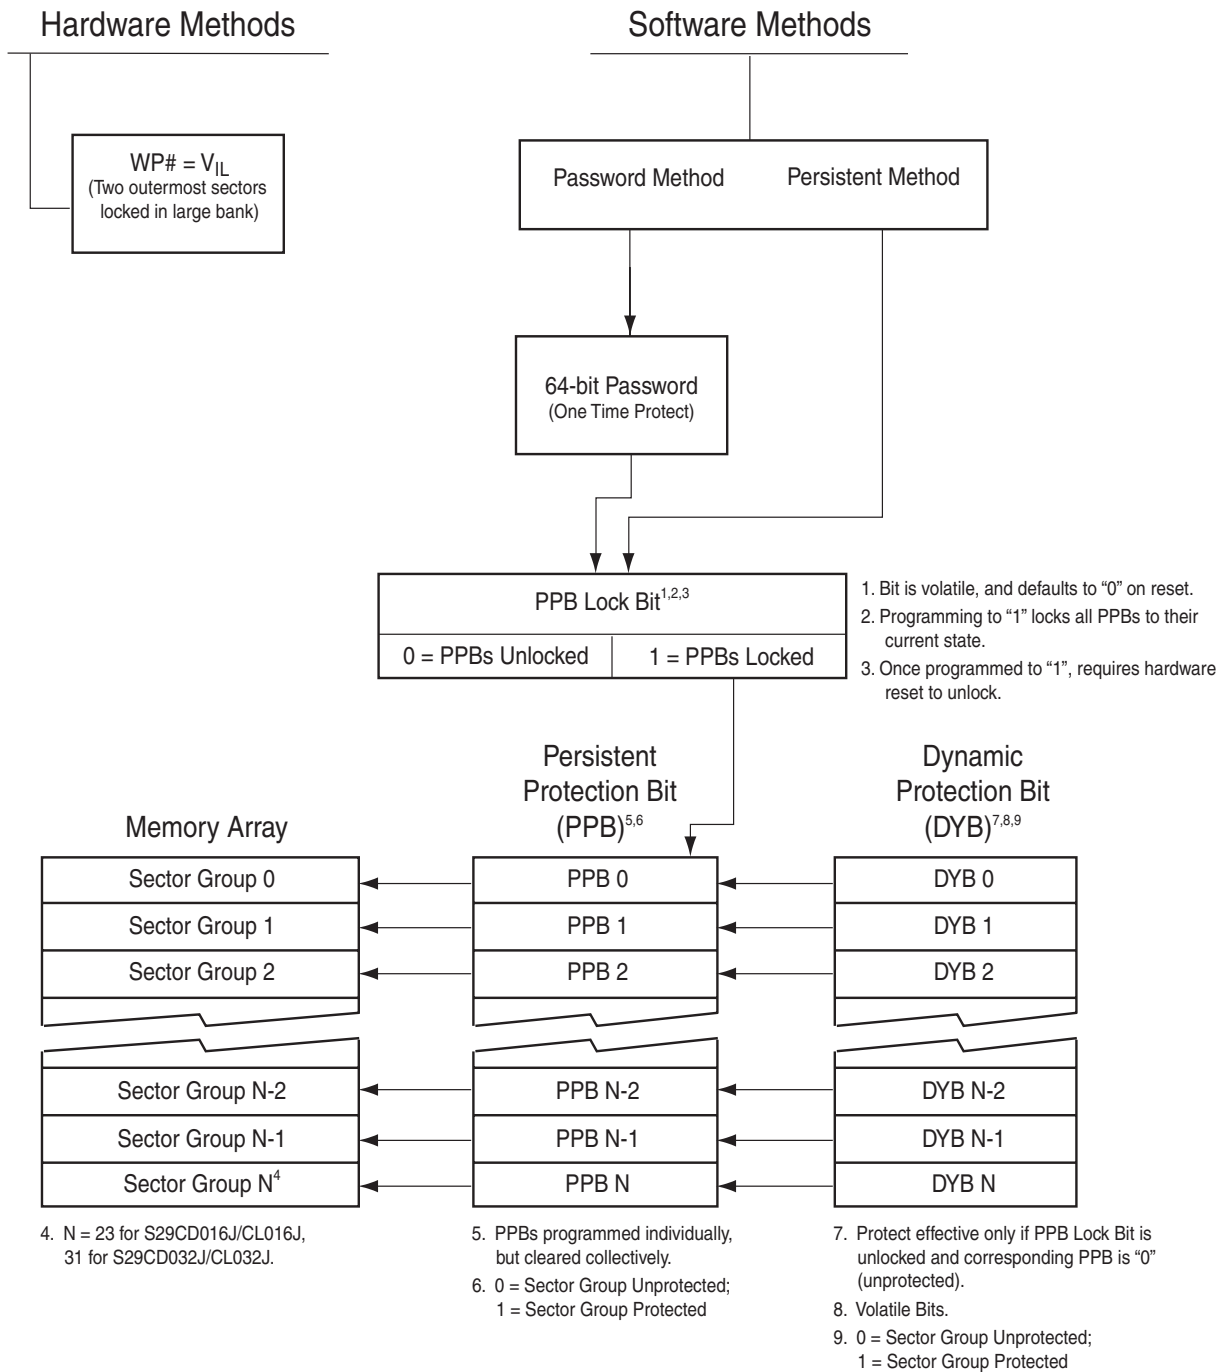 Hardware Methods
Software Methods
WP# = VIL
(Two outermost sectors
locked in large bank)
Password Method
Persistent Method
64-bit Password
(One Time Protect)
PPB Lock Bit1,2,3
0 = PPBs Unlocked
1 = PPBs Locked
1. Bit is volatile, and defaults to “0” on reset.
2. Programming to “1” locks all PPBs to their
current state.
3. Once programmed to “1”, requires hardware
reset to unlock.
Memory Array
Persistent
Protection Bit
(PPB)5,6
Dynamic
Protection Bit
(DYB)7,8,9
Sector Group 0
PPB 0
DYB 0
Sector Group 1
PPB 1
DYB 1
Sector Group 2
PPB 2
DYB 2
Sector Group N-2
PPB N-2
DYB N-2
Sector Group N-1
PPB N-1
DYB N-1
Sector Group N4
PPB N
DYB N
4. N = 23 for S29CD016J/CL016J,
31 for S29CD032J/CL032J.
5. PPBs programmed individually,
but cleared collectively.
6. 0 = Sector Group Unprotected;
1 = Sector Group Protected
7. Protect effective only if PPB Lock Bit is
unlocked and corresponding PPB is “0”
(unprotected).
8. Volatile Bits.
9. 0 = Sector Group Unprotected;
1 = Sector Group Protected